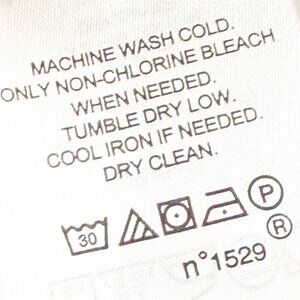 MACHINE WASH COLD.
ONLY NON-CHLORINE BLEACH
WHEN NEEDED.
TUMBLE DRY LOW.
COOL IRON IF NEEDED.
DRY CLEAN.
30 P
®
n°1529